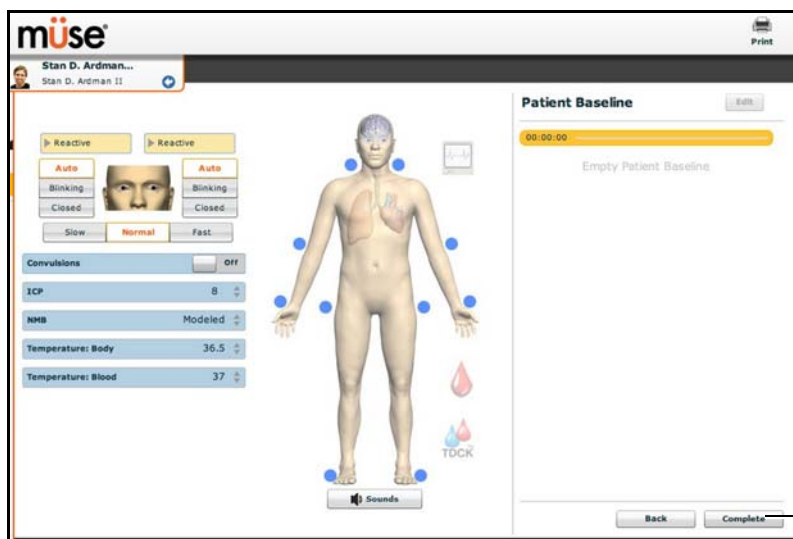 müse
Print
Stan D. Ardman...
Stan D. Ardman II
Reactive
Reactive
Auto
Blinking
Closed
Auto
Blinking
Closed
Slow Normal Fast
Convulsions Off
ICP 8
NMB Modeled
Temperature: Body 36.5
Temperature: Blood 37
TDCK
Sounds
Patient Baseline Edit
00:00:00
Empty Patient Baseline
Back Complete